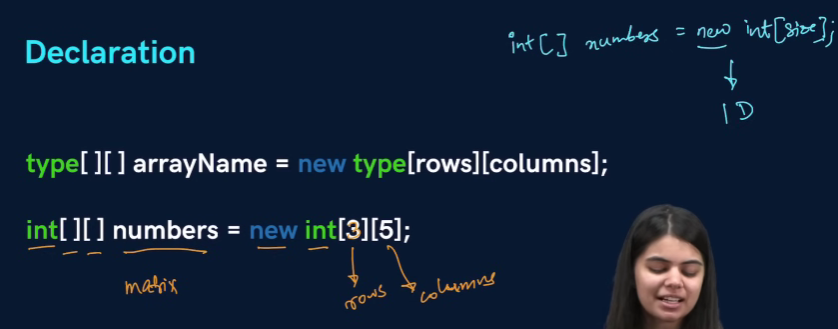 Declaration
int[] numbers = new int[size];
1D
type[ ][ ] arrayName = new type[rows][columns];
int[ ][ ] numbers = new int[3][5];
matrix
rows
columns